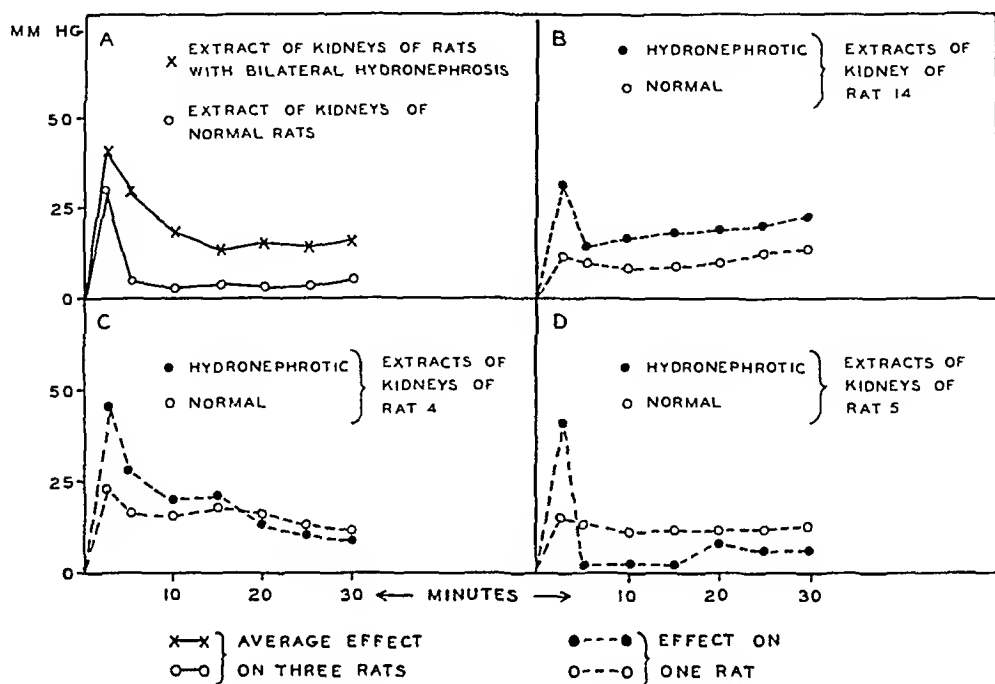 MM HG
A
X EXTRACT OF KIDNEYS OF RATS
WITH BILATERAL HYDRONEPHROSIS
O EXTRACT OF KIDNEYS OF
NORMAL RATS
50
25
0
B
HYDRONEPHROTIC
NORMAL
EXTRACTS OF
KIDNEY OF
RAT 14
C
HYDRONEPHROTIC
NORMAL
EXTRACTS OF
KIDNEYS OF
RAT 4
50
25
0
D
HYDRONEPHROTIC
NORMAL
EXTRACTS OF
KIDNEYS OF
RAT 5
10 20 30
← MINUTES →
10 20 30
AVERAGE EFFECT
ON THREE RATS
EFFECT ON
ONE RAT